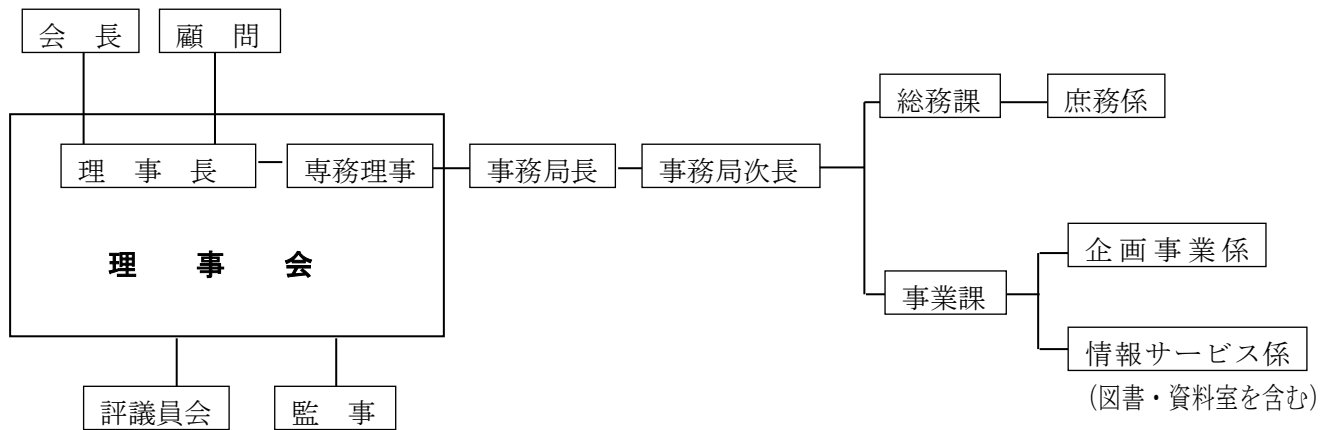 会　長
顧　問
総務課
庶務係
理　事　長
専務理事
事務局長
事務局次長
理　事　会
企画事業係
事業課
情報サービス係
(図書・資料室を含む)
評議員会
監　事